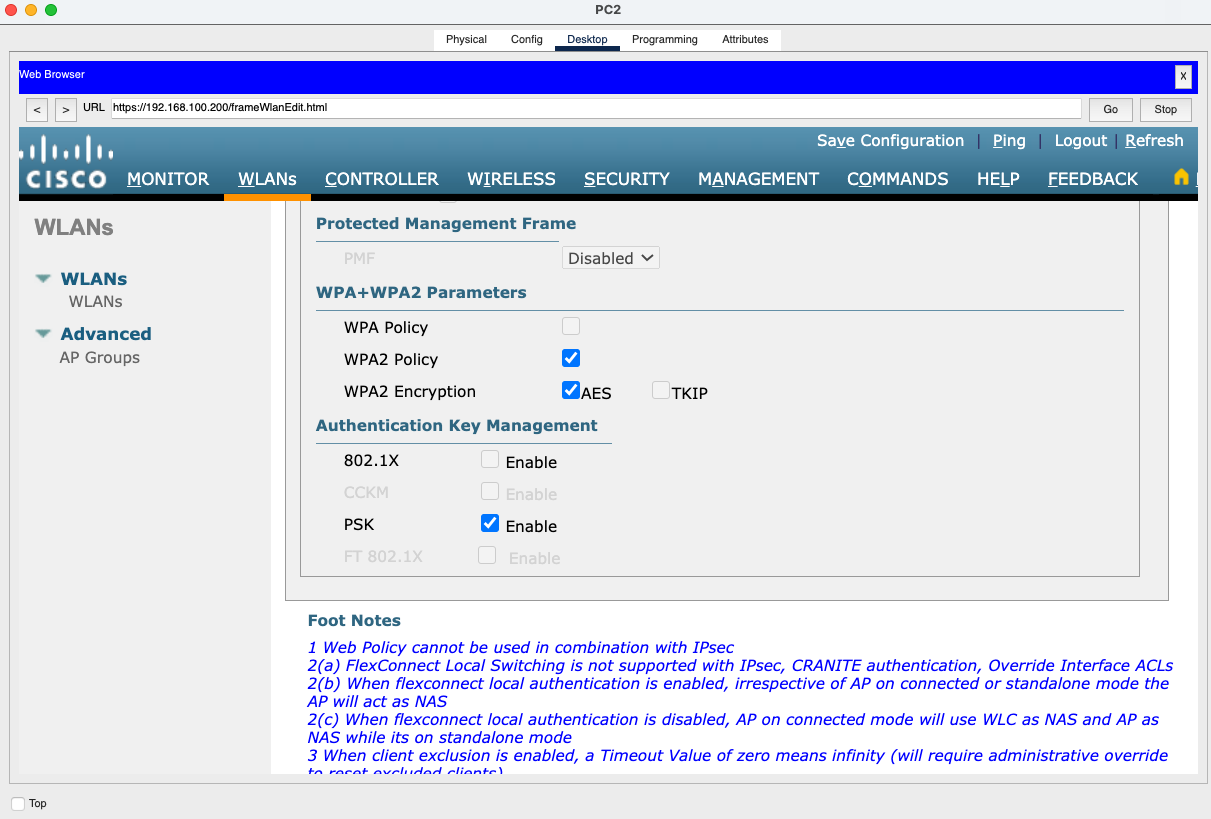 PC2
Physical Config Desktop Programming Attributes
Web Browser X
< > URL https://192.168.100.200/frameWlanEdit.html Go Stop
Save Configuration | Ping | Logout | Refresh
CISCO MONITOR WLANs CONTROLLER WIRELESS SECURITY MANAGEMENT COMMANDS HELP FEEDBACK
WLANs
WLANs
WLANs
Advanced
AP Groups
Protected Management Frame
PMF Disabled
WPA+WPA2 Parameters
WPA Policy
WPA2 Policy
WPA2 Encryption AES TKIP
Authentication Key Management
802.1X Enable
CCKM Enable
PSK Enable
FT 802.1X Enable
Foot Notes
1 Web Policy cannot be used in combination with IPsec
2(a) FlexConnect Local Switching is not supported with IPsec, CRANITE authentication, Override Interface ACLs
2(b) When flexconnect local authentication is enabled, irrespective of AP on connected or standalone mode the
AP will act as NAS
2(c) When flexconnect local authentication is disabled, AP on connected mode will use WLC as NAS and AP as
NAS while its on standalone mode
3 When client exclusion is enabled, a Timeout Value of zero means infinity (will require administrative override
to reset excluded clients)
Top